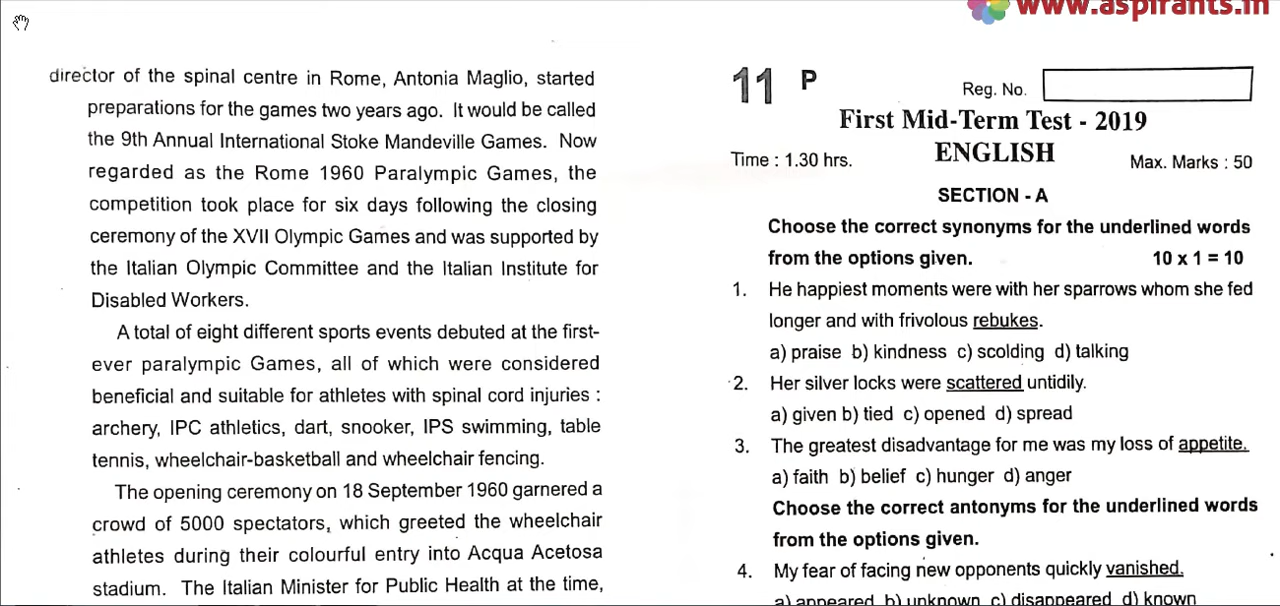 www.aspirants.in
director of the spinal centre in Rome, Antonia Maglio, started
preparations for the games two years ago. It would be called
the 9th Annual International Stoke Mandeville Games. Now
regarded as the Rome 1960 Paralympic Games, the
competition took place for six days following the closing
ceremony of the XVII Olympic Games and was supported by
the Italian Olympic Committee and the Italian Institute for
Disabled Workers.
A total of eight different sports events debuted at the first-
ever paralympic Games, all of which were considered
beneficial and suitable for athletes with spinal cord injuries :
archery, IPC athletics, dart, snooker, IPS swimming, table
tennis, wheelchair-basketball and wheelchair fencing.
The opening ceremony on 18 September 1960 garnered a
crowd of 5000 spectators, which greeted the wheelchair
athletes during their colourful entry into Acqua Acetosa
stadium. The Italian Minister for Public Health at the time,
11 P
Reg. No.
First Mid-Term Test - 2019
Time : 1.30 hrs. ENGLISH Max. Marks : 50
SECTION - A
Choose the correct synonyms for the underlined words
from the options given. 10 x 1 = 10
1. He happiest moments were with her sparrows whom she fed
longer and with frivolous rebukes.
a) praise b) kindness c) scolding d) talking
2. Her silver locks were scattered untidily.
a) given b) tied c) opened d) spread
3. The greatest disadvantage for me was my loss of appetite.
a) faith b) belief c) hunger d) anger
Choose the correct antonyms for the underlined words
from the options given.
4. My fear of facing new opponents quickly vanished.
a) appeared b) unknown c) disappeared d) known